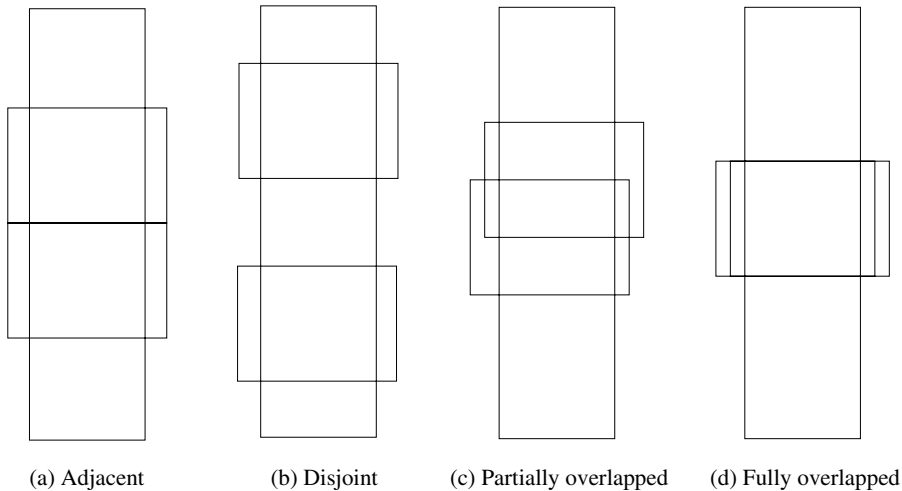 (a) Adjacent
(b) Disjoint
(c) Partially overlapped
(d) Fully overlapped